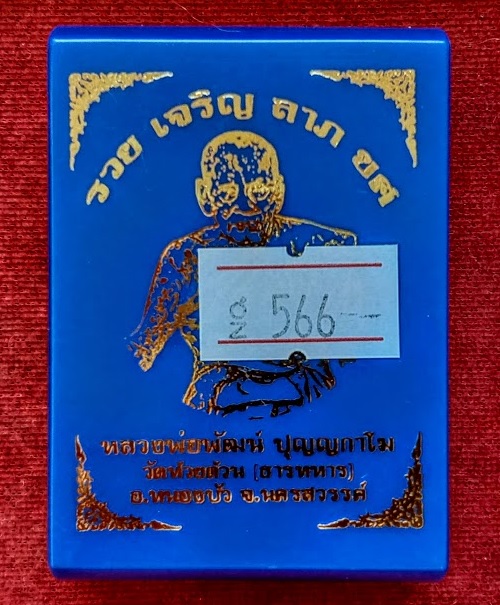 รวย เจริญ ลาภ ยศ
NO 566
หลวงพ่อพัฒน์ ปุญญกาโม
วัดห้วยด้วน (ธารทหาร)
อ.หนองบัว จ.นครสวรรค์